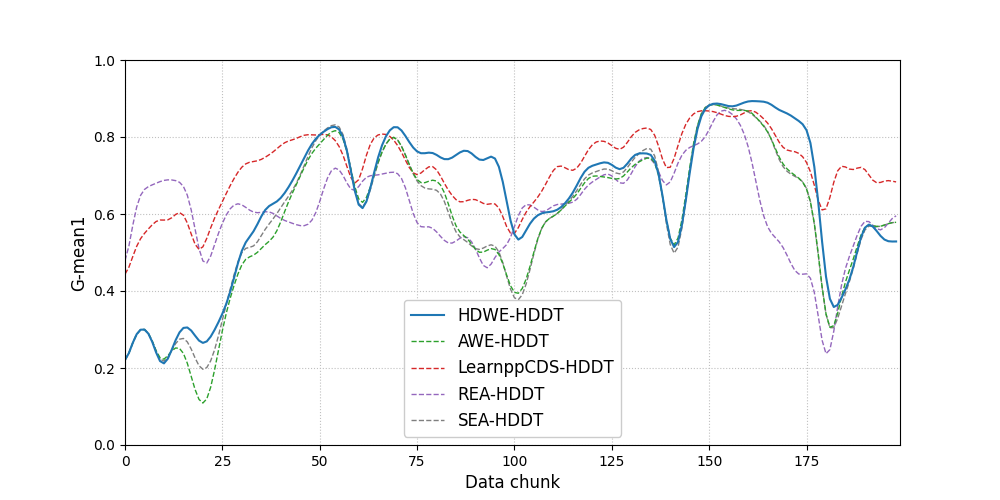 1.0
0.8
0.6
0.4
0.2
0.0
G-mean1
HDWE-HDDT
AWE-HDDT
LearnppCDS-HDDT
REA-HDDT
SEA-HDDT
0 25 50 75 100 125 150 175
Data chunk